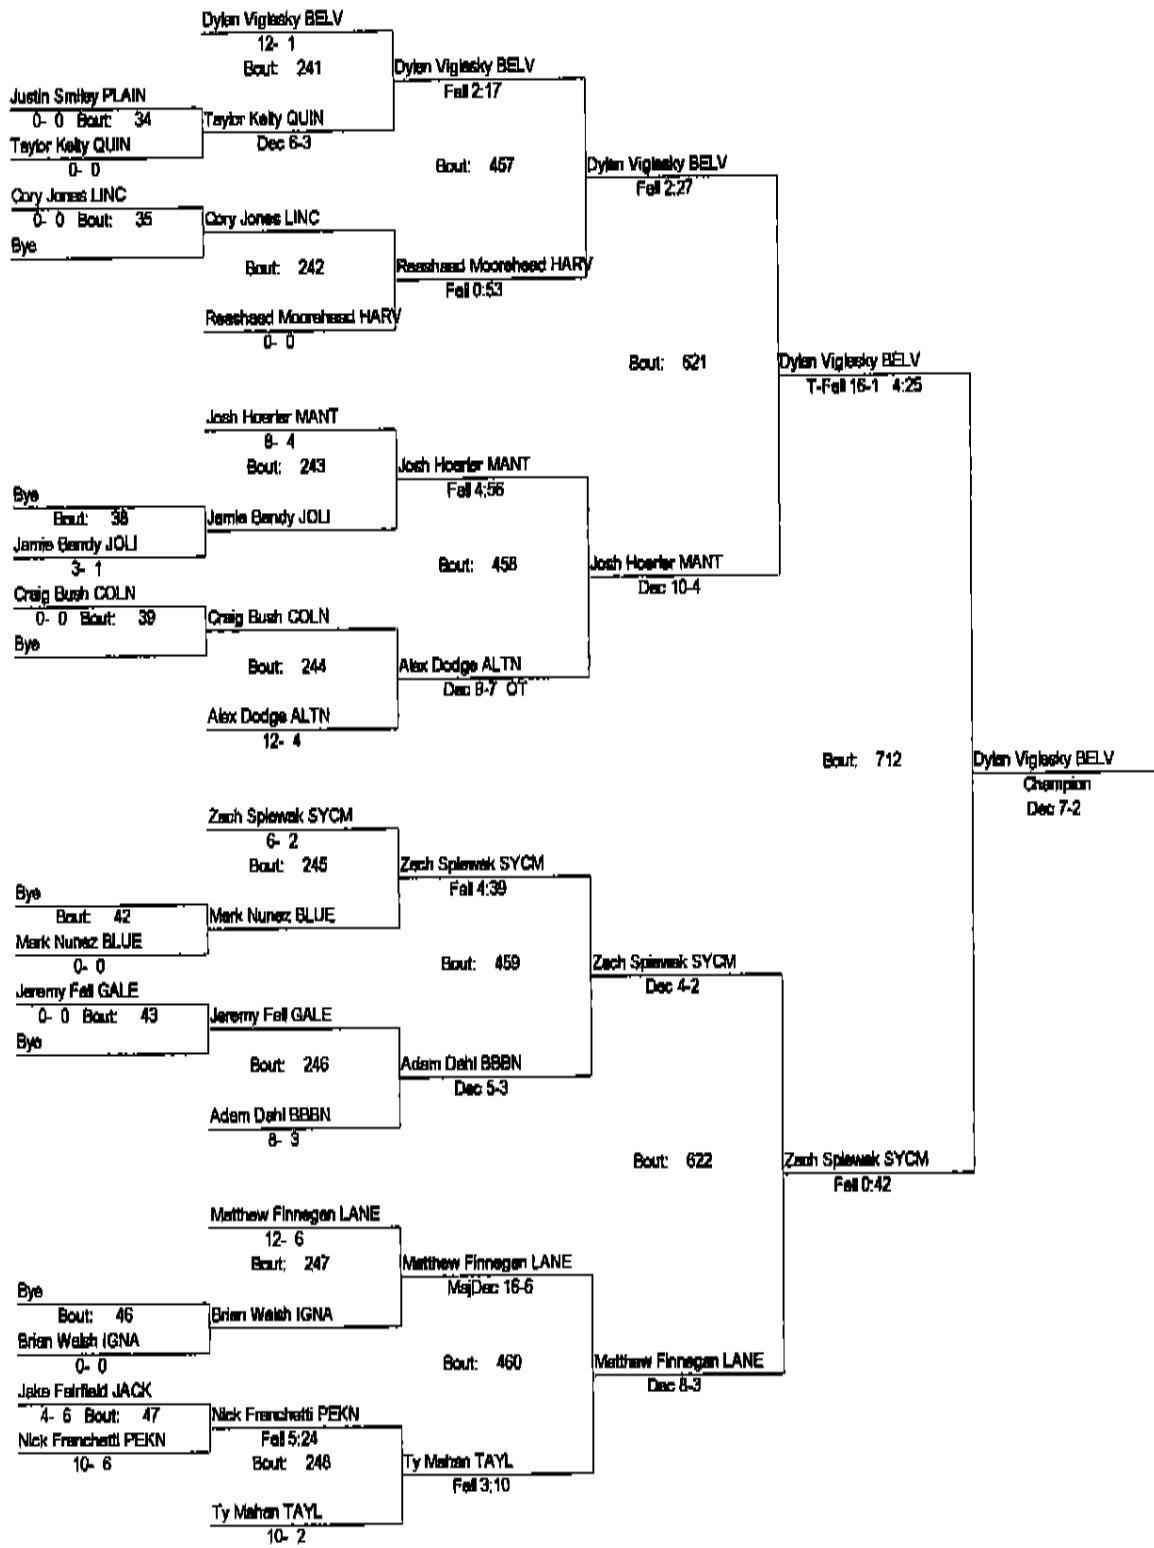 Dylan Viglasky BELV
12- 1
Bout: 241
Dylan Viglasky BELV
Fall 2:17
Justin Smiley PLAIN
0- 0 Bout: 34
Taylor Kelly QUIN
Dec 6-3
Taylor Kelly QUIN
0- 0
Bout: 457
Dylan Viglasky BELV
Fall 2:27
Cory Jones LINC
0- 0 Bout: 35
Cory Jones LINC
Bye
Bout: 242
Reashead Moorehead HARV
Fall 0:53
Reashead Moorehead HARV
0- 0
Bout: 621
Dylan Viglasky BELV
T-Fall 16-1 4:25
Josh Hoerler MANT
8- 4
Bout: 243
Josh Hoerler MANT
Fall 4:56
Bye
Bout: 38
Jamie Bandy JOLI
Jamie Bandy JOLI
3- 1
Bout: 458
Josh Hoerler MANT
Dec 10-4
Craig Bush COLN
0- 0 Bout: 39
Craig Bush COLN
Bye
Bout: 244
Alex Dodge ALTN
Dec 9-7 OT
Alex Dodge ALTN
12- 4
Bout: 712
Dylan Viglasky BELV
Champion
Dec 7-2
Zach Spiewak SYCM
6- 2
Bout: 245
Zach Spiewak SYCM
Fall 4:39
Bye
Bout: 42
Mark Nunez BLUE
Mark Nunez BLUE
0- 0
Bout: 459
Zach Spiewak SYCM
Dec 4-2
Jeremy Fall GALE
0- 0 Bout: 43
Jeremy Fall GALE
Bye
Bout: 246
Adam Dahl BBBN
Dec 5-3
Adam Dahl BBBN
8- 3
Bout: 622
Zach Spiewak SYCM
Fall 0:42
Matthew Finnegan LANE
12- 6
Bout: 247
Matthew Finnegan LANE
MajDec 16-6
Bye
Bout: 46
Brian Walsh IGNA
Brian Walsh IGNA
0- 0
Bout: 460
Matthew Finnegan LANE
Dec 8-3
Jake Fairfield JACK
4- 6 Bout: 47
Nick Franchetti PEKN
Fall 5:24
Nick Franchetti PEKN
10- 6
Bout: 248
Ty Mahan TAYL
Fall 3:10
Ty Mahan TAYL
10- 2